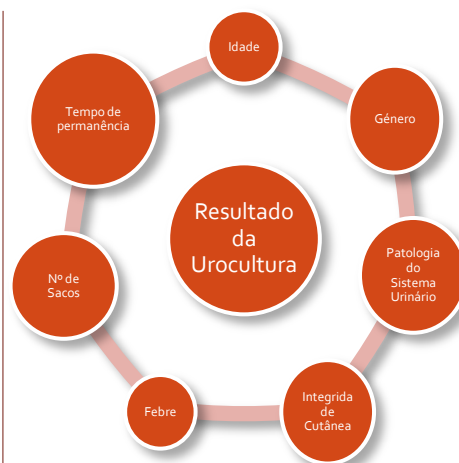 Idade
Género
Patologia
do
Sistema
Urinário
Integrida
de
Cutânea
Febre
Nº de
Sacos
Tempo de
permanência
Resultado
da
Urocultura